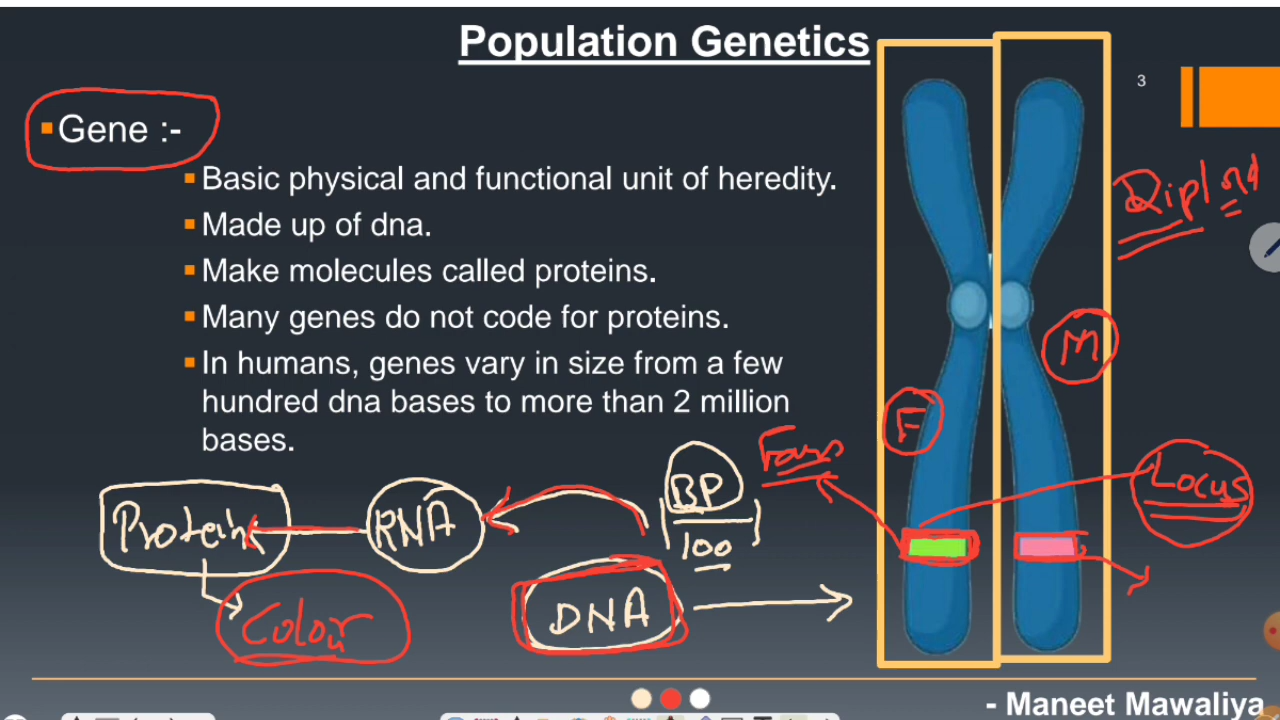 Population Genetics
3
Gene :-
Basic physical and functional unit of heredity.
Made up of dna.
Make molecules called proteins.
Many genes do not code for proteins.
In humans, genes vary in size from a few
hundred dna bases to more than 2 million
bases.
M
F
Locus
BP
100
Protein
RNA
DNA
Colour
- Maneet Mawaliya